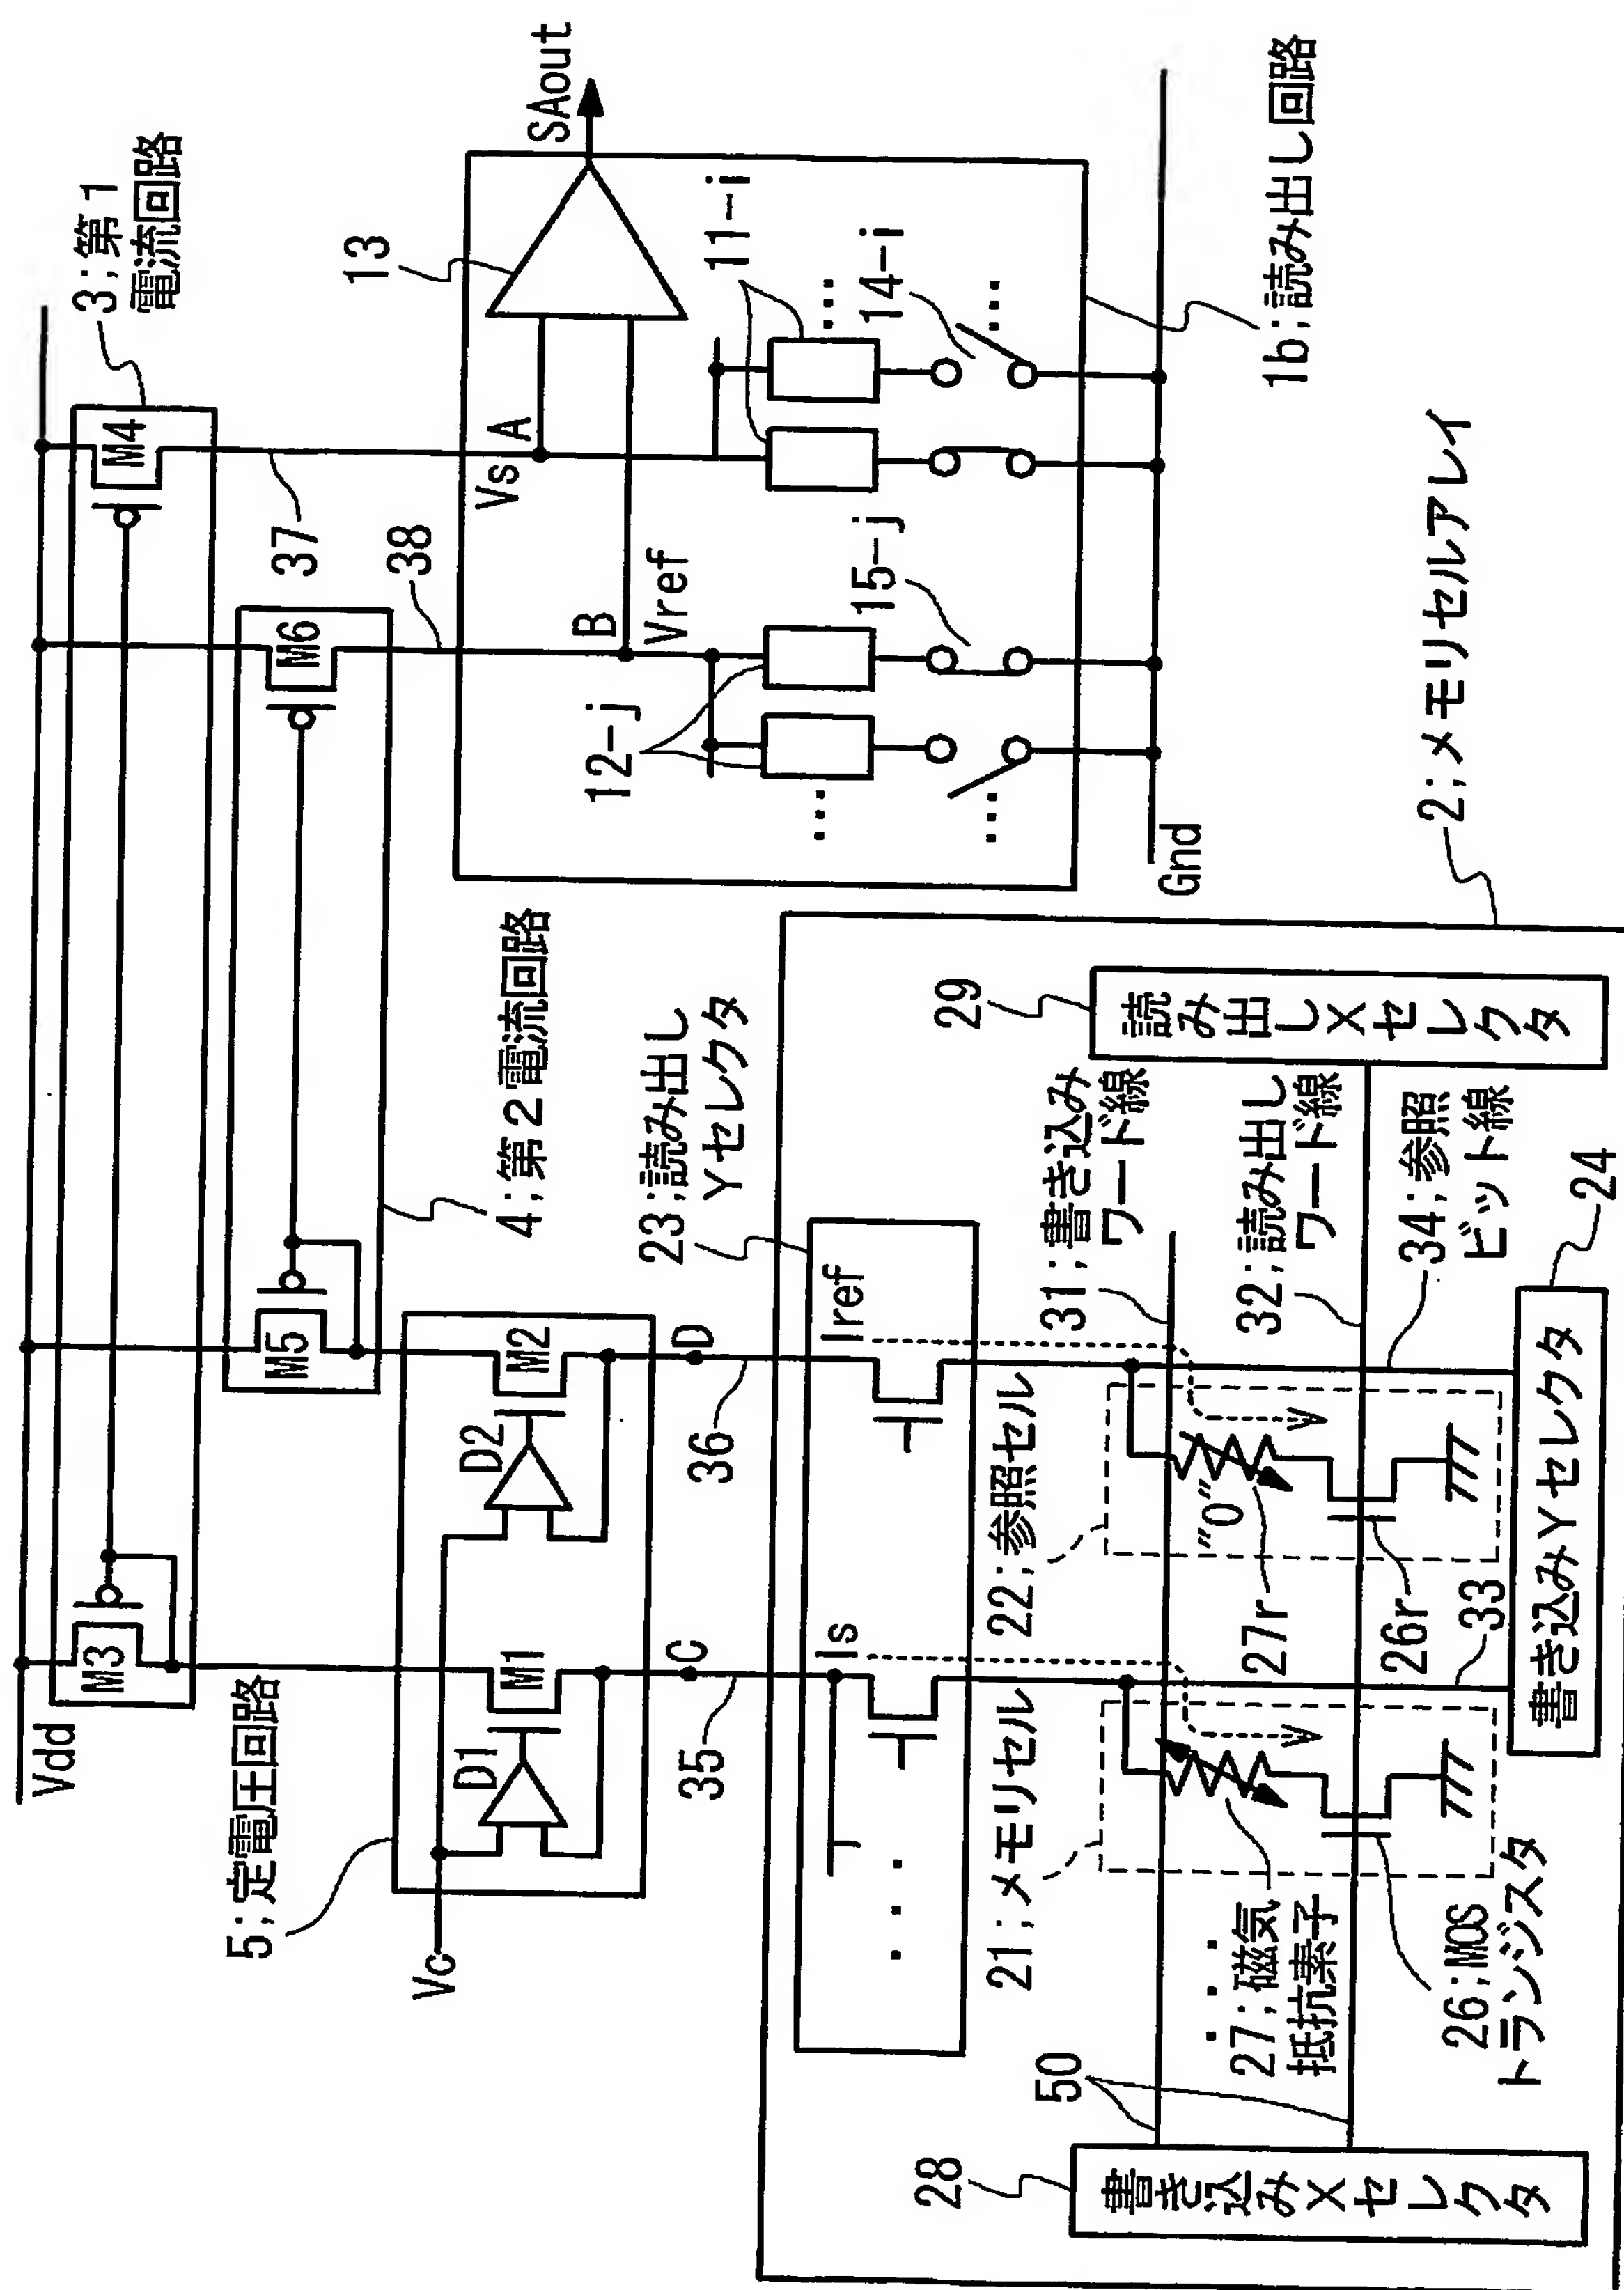 Vdd
3;第1
電流回路
M3
M4
M5
M6
4;第2電流回路
5;定電圧回路
Vc
D1
M1
D2
M2
C
D
35
36
37
38
13
SAout
Vs
A
B
Vref
11-i
12-j
14-i
15-j
...
...
...
...
Gnd
1b;読み出し回路
2;メモリセルアレイ
23;読み出し
Yセレクタ
Is
Iref
...
21;メモリセル
22;参照セル
"0"
27r
26r
33
27;磁気
抵抗素子
...
26;MOS
トランジスタ
31;書き込み
ワード線
32;読み出し
ワード線
34;参照
ビット線
24
書き込みYセレクタ
28
書き込みXセレクタ
29
読み出しXセレクタ
50